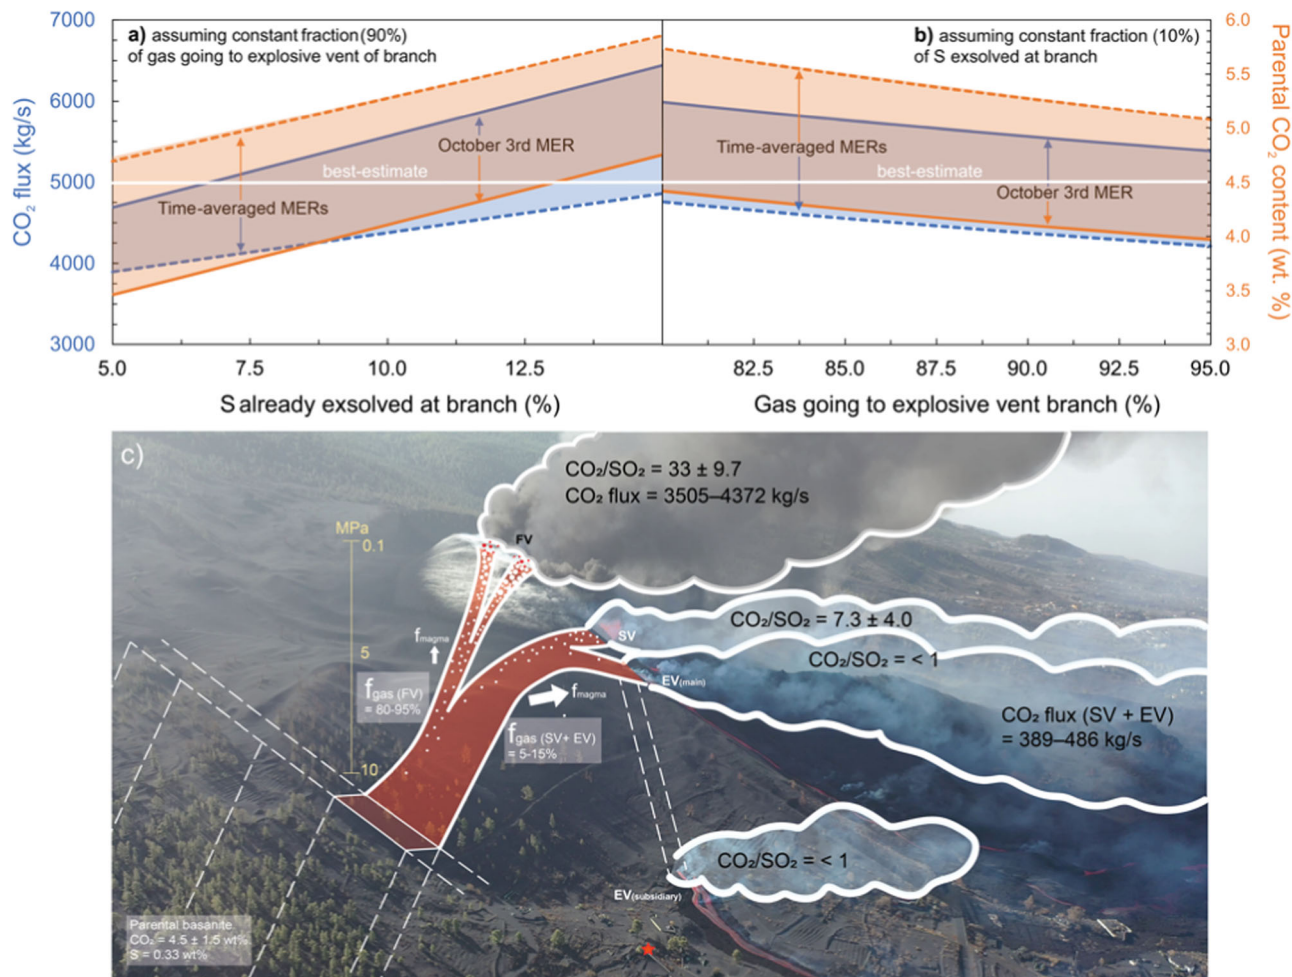 a) assuming constant fraction (90%)
of gas going to explosive vent of branch
b) assuming constant fraction (10%)
of S exsolved at branch
7000
6000
5000
4000
3000
CO₂ flux (kg/s)
October 3rd MER
best-estimate
Time-averaged MERs
Time-averaged MERs
best-estimate
October 3rd MER
6.0
5.5
5.0
4.5
4.0
3.5
3.0
Parental CO₂ content (wt. %)
5.0 7.5 10.0 12.5
82.5 85.0 87.5 90.0 92.5 95.0
S already exsolved at branch (%)
Gas going to explosive vent branch (%)
c)
CO₂/SO₂ = 33 ± 9.7
CO₂ flux = 3505–4372 kg/s
MPa
0.1
5
10
FV
fmagma
fgas (FV)
= 80-95%
SV
CO₂/SO₂ = 7.3 ± 4.0
CO₂/SO₂ = < 1
EV(main)
fmagma
fgas (SV+ EV)
= 5-15%
CO₂ flux (SV + EV)
= 389–486 kg/s
CO₂/SO₂ = < 1
EV(subsidiary)
Parental basanite
CO₂ = 4.5 ± 1.5 wt%
S = 0.33 wt%